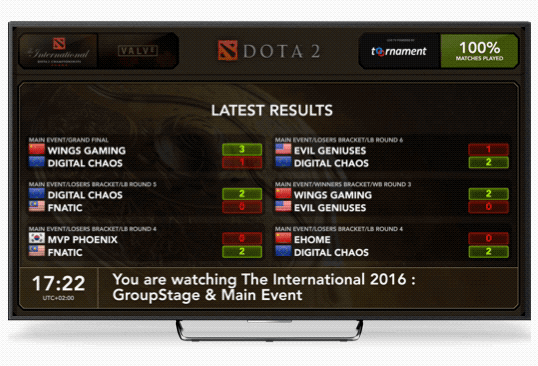 The International
DOTA 2 CHAMPIONSHIPS
VALVE
DOTA 2
tournament
100%
MATCHES PLAYED
LATEST RESULTS
MAIN EVENT/GRAND FINAL
WINGS GAMING 3
DIGITAL CHAOS 1
MAIN EVENT/LOSERS BRACKET/LB ROUND 6
EVIL GENIUSES 1
DIGITAL CHAOS 2
MAIN EVENT/LOSERS BRACKET/LB ROUND 5
DIGITAL CHAOS 2
FNATIC 0
MAIN EVENT/WINNERS BRACKET/WB ROUND 3
WINGS GAMING 2
EVIL GENIUSES 0
MAIN EVENT/LOSERS BRACKET/LB ROUND 4
MVP PHOENIX 0
FNATIC 2
MAIN EVENT/LOSERS BRACKET/LB ROUND 4
EHOME 0
DIGITAL CHAOS 2
17:22
UTC+02:00
You are watching The International 2016 :
GroupStage & Main Event